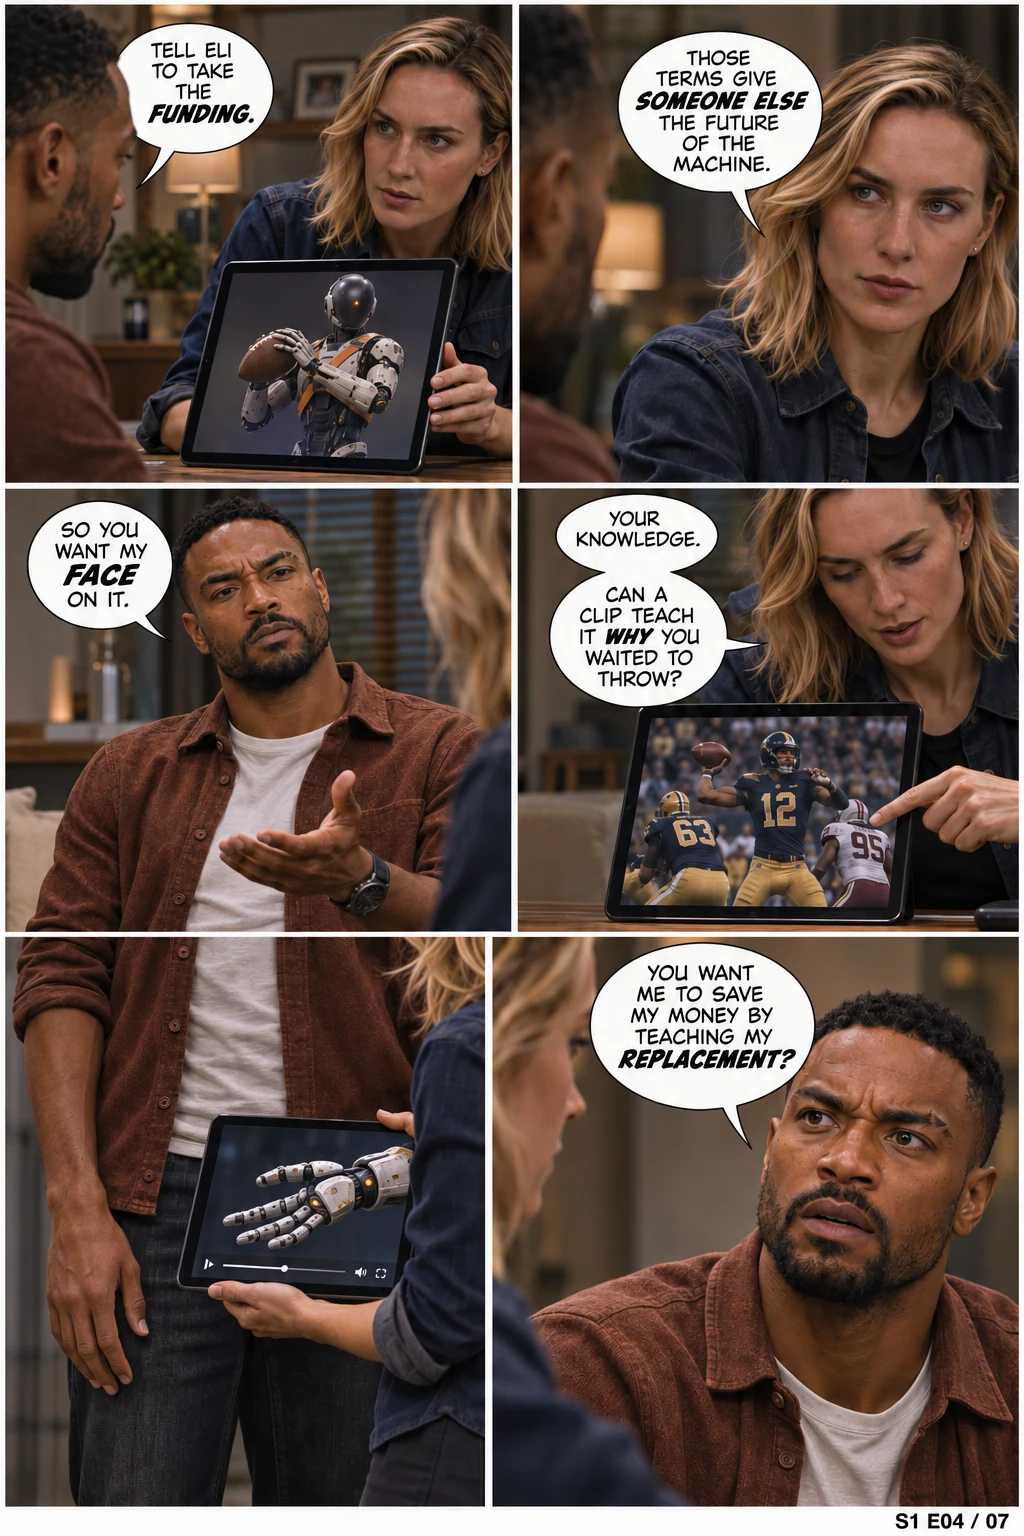 TELL ELI
TO TAKE
THE
FUNDING.
THOSE
TERMS GIVE
SOMEONE ELSE
THE FUTURE
OF THE
MACHINE.
SO YOU
WANT MY
FACE
ON IT.
YOUR
KNOWLEDGE.
CAN A
CLIP TEACH
IT WHY YOU
WAITED TO
THROW?
63
12
95
YOU WANT
ME TO SAVE
MY MONEY BY
TEACHING MY
REPLACEMENT?
S1 E04 / 07